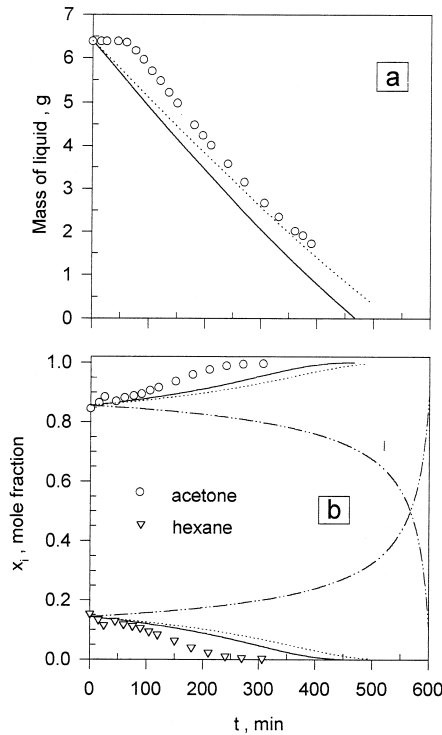 7
6
5
4
3
2
1
0
Mass of liquid , g
a
1.0
0.8
0.6
0.4
0.2
0.0
x_i , mole fraction
acetone
hexane
b
0 100 200 300 400 500 600
t, min